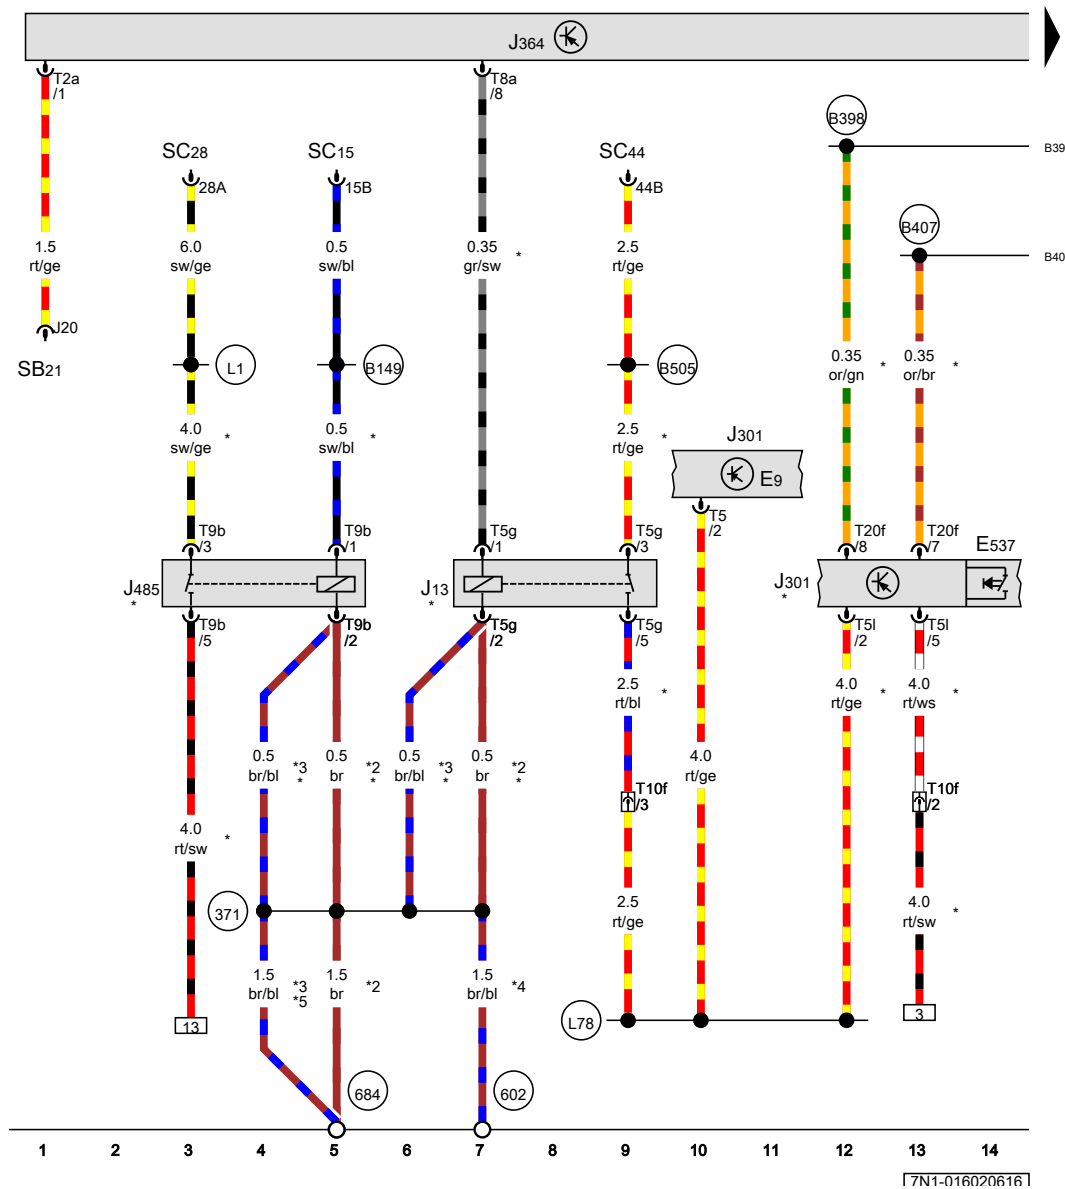 J364
T2a
/1
T8a
/8
B398
SC28
SC15
SC44
B39
28A
15B
44B
B407
1.5
rt/ge
6.0
sw/ge
0.5
sw/bl
0.35
gr/sw
*
2.5
rt/ge
B40
J20
SB21
L1
B149
B505
0.35
or/gn
*
0.35
or/br
*
4.0
sw/ge
*
0.5
sw/bl
*
2.5
rt/ge
*
J301
E9
T9b
/3
T9b
/1
T5g
/1
T5g
/3
T5
/2
T20f
/8
T20f
/7
E537
J485
*
J13
*
J301
*
T9b
/5
T9b
/2
T5g
/2
T5g
/5
T5l
/2
T5l
/5
2.5
rt/bl
*
4.0
rt/ge
*
4.0
rt/ws
*
0.5
br/bl
*3
*
0.5
br
*2
*
0.5
br/bl
*3
*
0.5
br
*2
*
4.0
rt/ge
T10f
/3
T10f
/2
4.0
rt/sw
*
371
2.5
rt/ge
4.0
rt/sw
*
1.5
br/bl
*3
*5
1.5
br
*2
1.5
br/bl
*4
13
L78
3
684
602
1 2 3 4 5 6 7 8 9 10 11 12 13 14
7N1-016020616